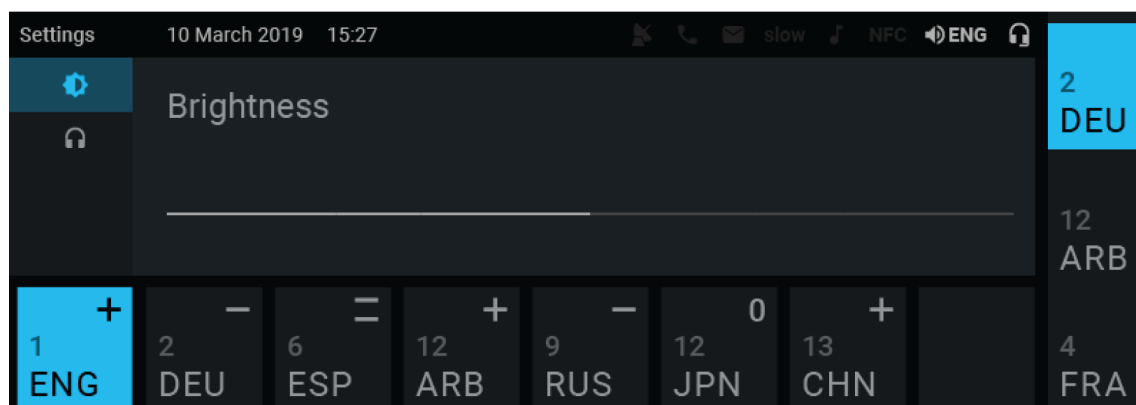 Settings 10 March 2019 15:27 slow NFC ENG
Brightness
+ − = + − 0 +
1 2 6 12 9 12 13
ENG DEU ESP ARB RUS JPN CHN
2
DEU
12
ARB
4
FRA